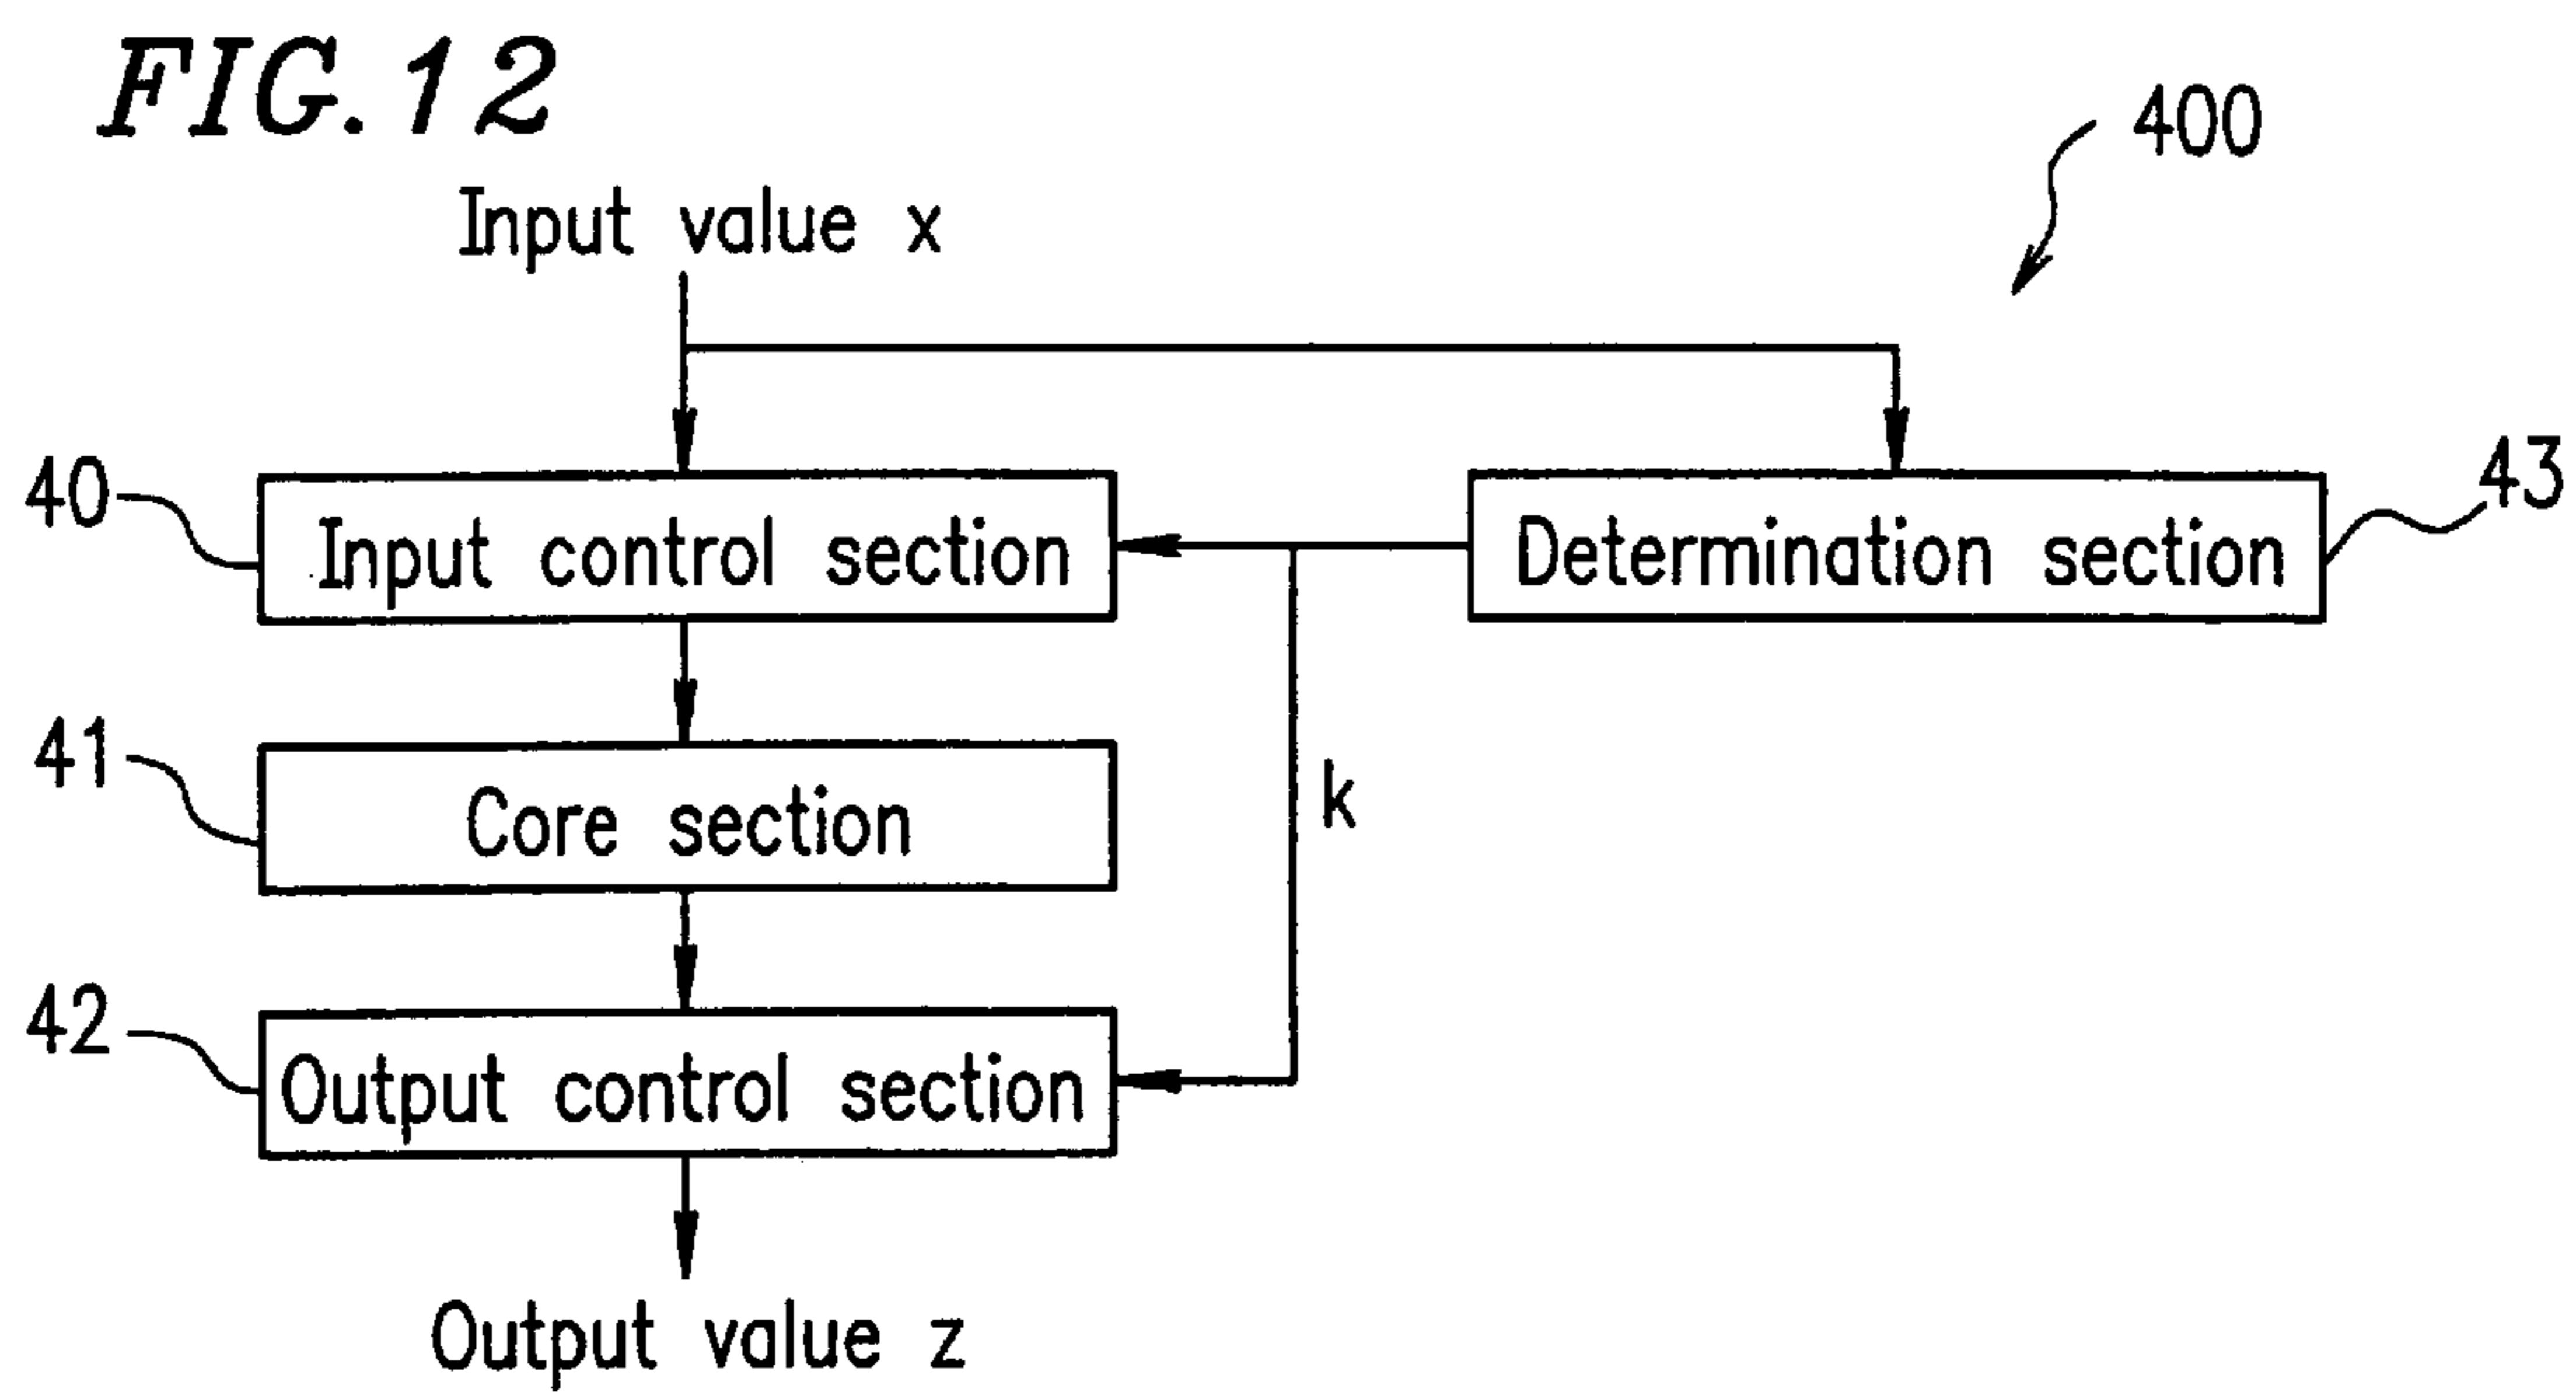 FIG.12
400
Input value x
40
Input control section
Determination section
43
41
Core section
k
42
Output control section
Output value z